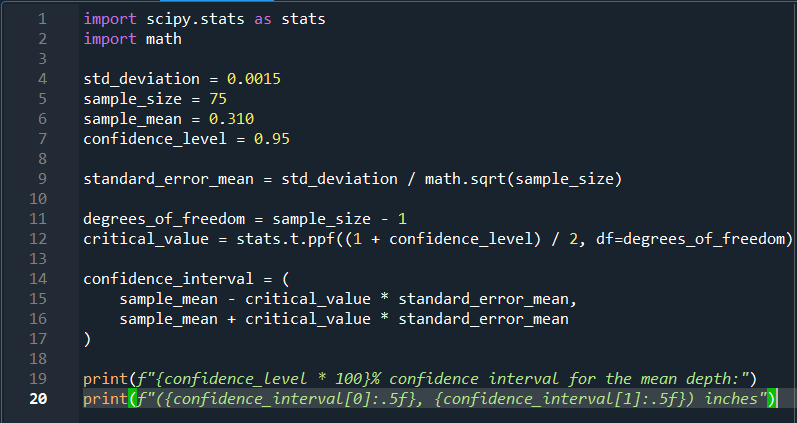 1 import scipy.stats as stats
2 import math
3
4 std_deviation = 0.0015
5 sample_size = 75
6 sample_mean = 0.310
7 confidence_level = 0.95
8
9 standard_error_mean = std_deviation / math.sqrt(sample_size)
10
11 degrees_of_freedom = sample_size - 1
12 critical_value = stats.t.ppf((1 + confidence_level) / 2, df=degrees_of_freedom)
13
14 confidence_interval = (
15     sample_mean - critical_value * standard_error_mean,
16     sample_mean + critical_value * standard_error_mean
17 )
18
19 print(f"{confidence_level * 100}% confidence interval for the mean depth:")
20 print(f"({confidence_interval[0]:.5f}, {confidence_interval[1]:.5f}) inches")